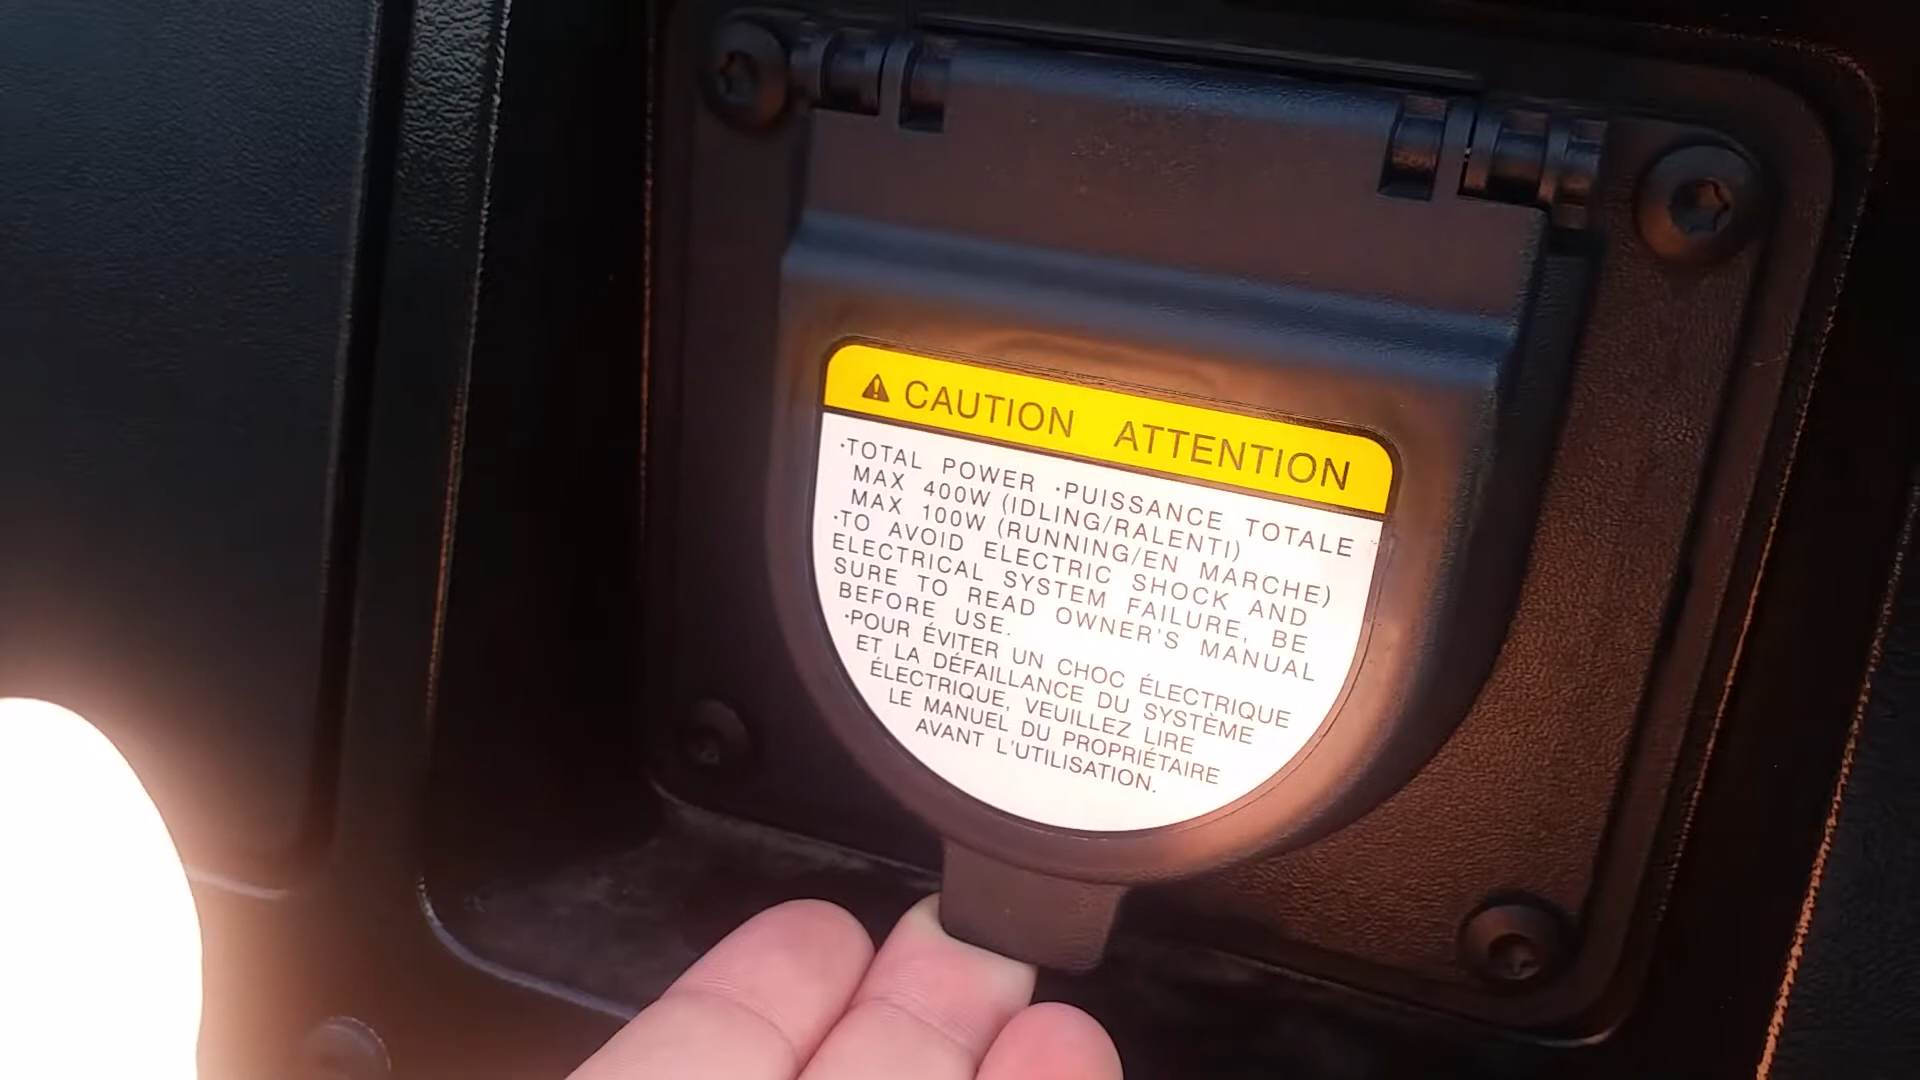 ⚠ CAUTION ATTENTION
·TOTAL POWER ·PUISSANCE TOTALE
MAX 400W (IDLING/RALENTI)
MAX 100W (RUNNING/EN MARCHE)
·TO AVOID ELECTRIC SHOCK AND
ELECTRICAL SYSTEM FAILURE, BE
SURE TO READ OWNER'S MANUAL
BEFORE USE.
·POUR ÉVITER UN CHOC ÉLECTRIQUE
ET LA DÉFAILLANCE DU SYSTÈME
ÉLECTRIQUE, VEUILLEZ LIRE
LE MANUEL DU PROPRIÉTAIRE
AVANT L'UTILISATION.